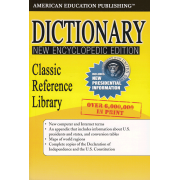 AMERICAN EDUCATION PUBLISHING™
DICTIONARY
NEW ENCYCLOPEDIC EDITION
Classic
Reference
Library
NEW
PRESIDENTIAL
INFORMATION
OVER 6,000,000
IN PRINT
• New computer and Internet terms
• An appendix that includes information about U.S.
presidents and states, and conversion tables
• Maps of world regions
• Complete copies of the Declaration of
Independence and the U.S. Constitution